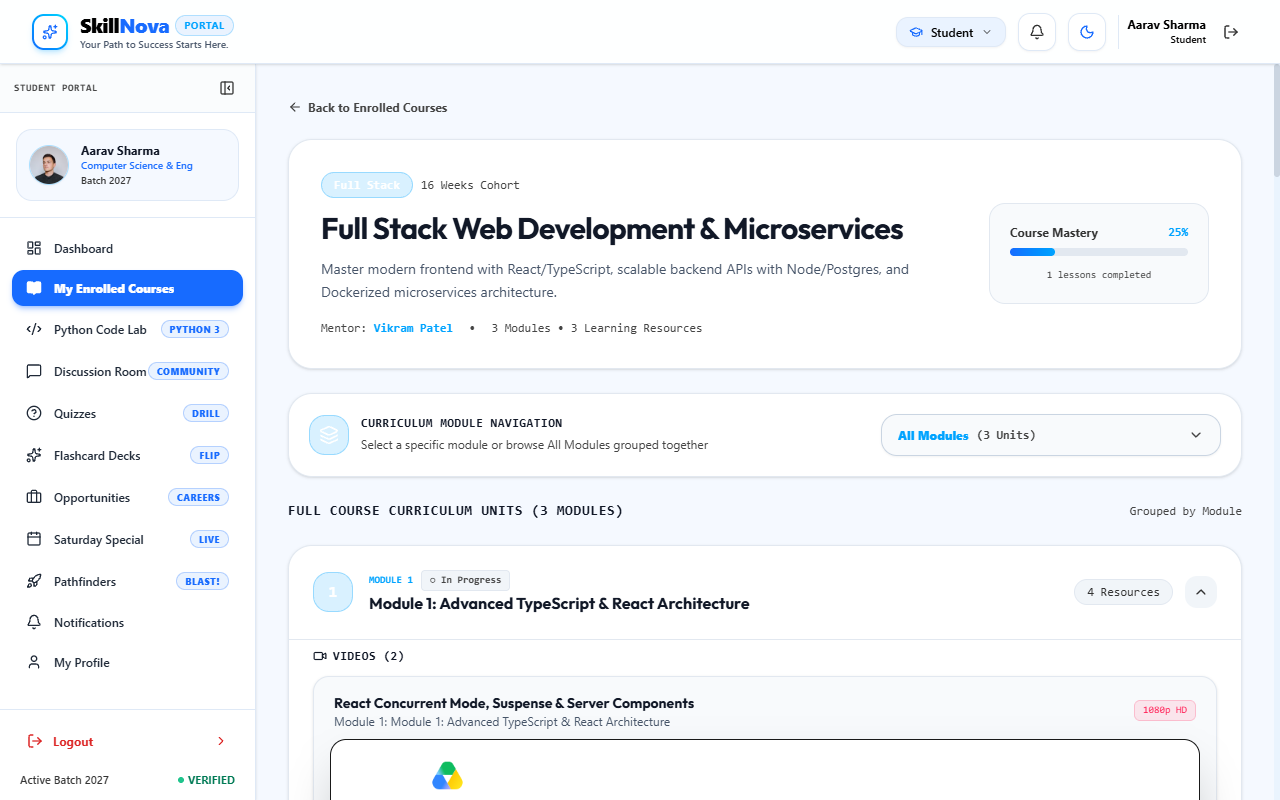 SkillNova PORTAL
Your Path to Success Starts Here.
Student
Aarav Sharma
Student
STUDENT PORTAL
Aarav Sharma
Computer Science & Eng
Batch 2027
Dashboard
My Enrolled Courses
Python Code Lab PYTHON 3
Discussion Room COMMUNITY
Quizzes DRILL
Flashcard Decks FLIP
Opportunities CAREERS
Saturday Special LIVE
Pathfinders BLAST!
Notifications
My Profile
Logout
Active Batch 2027 VERIFIED
Back to Enrolled Courses
Full Stack 16 Weeks Cohort
Full Stack Web Development & Microservices
Master modern frontend with React/TypeScript, scalable backend APIs with Node/Postgres, and
Dockerized microservices architecture.
Mentor: Vikram Patel • 3 Modules • 3 Learning Resources
Course Mastery 25%
1 lessons completed
CURRICULUM MODULE NAVIGATION
Select a specific module or browse All Modules grouped together
All Modules (3 Units)
FULL COURSE CURRICULUM UNITS (3 MODULES)
Grouped by Module
1
MODULE 1 ○ In Progress
Module 1: Advanced TypeScript & React Architecture
4 Resources
VIDEOS (2)
React Concurrent Mode, Suspense & Server Components
Module 1: Module 1: Advanced TypeScript & React Architecture
1080p HD